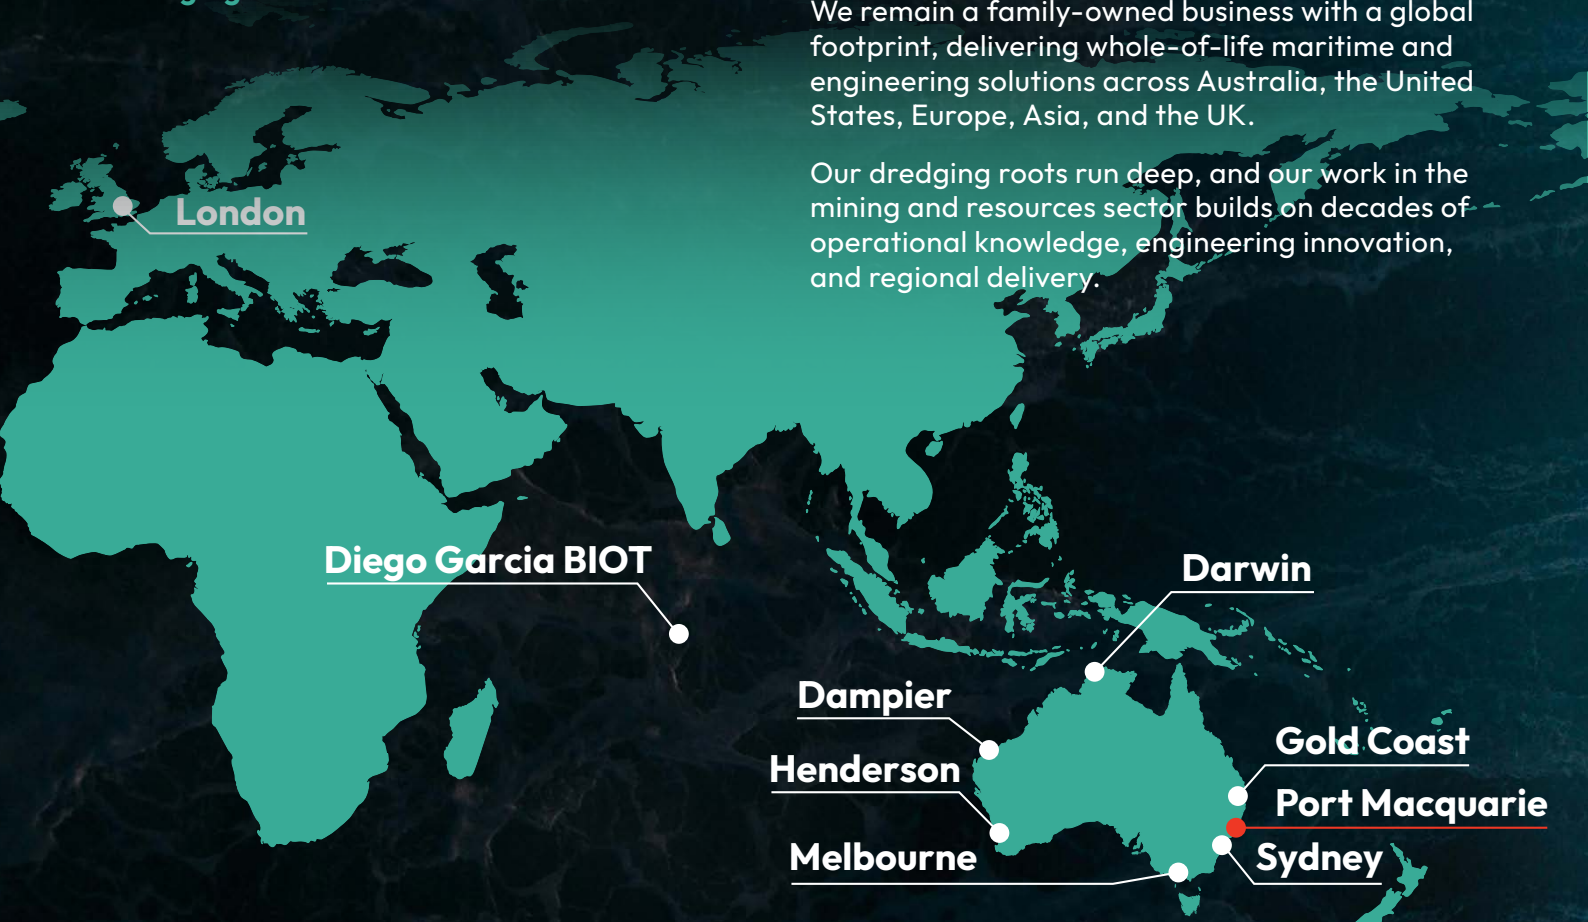 We remain a family-owned business with a global
footprint, delivering whole-of-life maritime and
engineering solutions across Australia, the United
States, Europe, Asia, and the UK.
Our dredging roots run deep, and our work in the
mining and resources sector builds on decades of
operational knowledge, engineering innovation,
and regional delivery.
London
Diego Garcia BIOT
Darwin
Dampier
Gold Coast
Henderson
Port Macquarie
Melbourne
Sydney